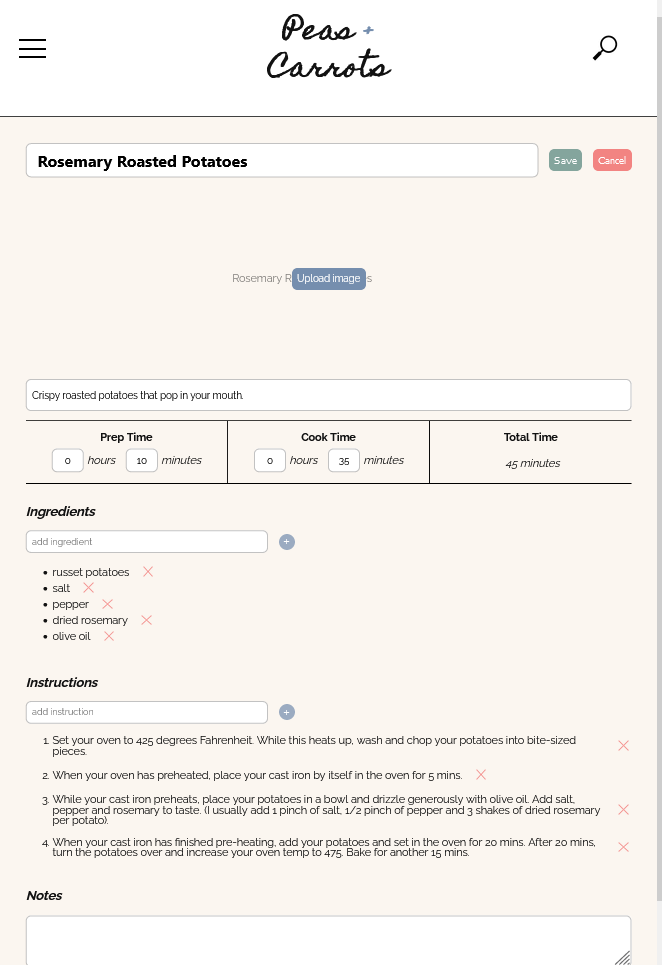 Peas +
Carrots
Rosemary Roasted Potatoes
Save
Cancel
Rosemary R
Upload image
s
Crispy roasted potatoes that pop in your mouth.
Prep Time
Cook Time
Total Time
0 hours 10 minutes
0 hours 35 minutes
45 minutes
Ingredients
add ingredient
+
• russet potatoes
• salt
• pepper
• dried rosemary
• olive oil
Instructions
add instruction
+
1. Set your oven to 425 degrees Fahrenheit. While this heats up, wash and chop your potatoes into bite-sized
pieces.
2. When your oven has preheated, place your cast iron by itself in the oven for 5 mins.
3. While your cast iron preheats, place your potatoes in a bowl and drizzle generously with olive oil. Add salt,
pepper and rosemary to taste. (I usually add 1 pinch of salt, 1/2 pinch of pepper and 3 shakes of dried rosemary
per potato).
4. When your cast iron has finished pre-heating, add your potatoes and set in the oven for 20 mins. After 20 mins,
turn the potatoes over and increase your oven temp to 475. Bake for another 15 mins.
Notes